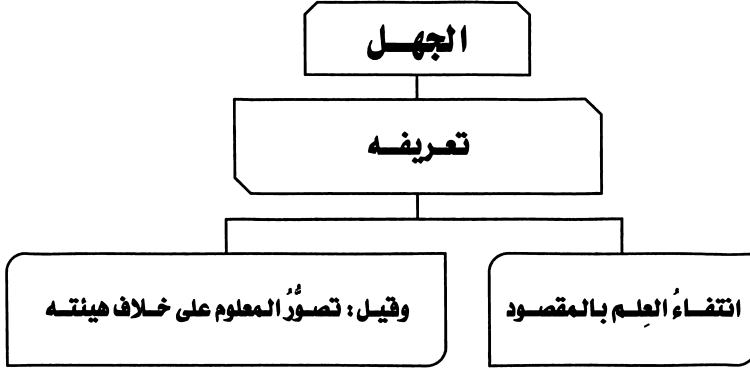 الجهل
تعريفه
انتفاءُ العِلم بالمقصود
وقيل: تصوُّرُ المعلوم على خلاف هيئته